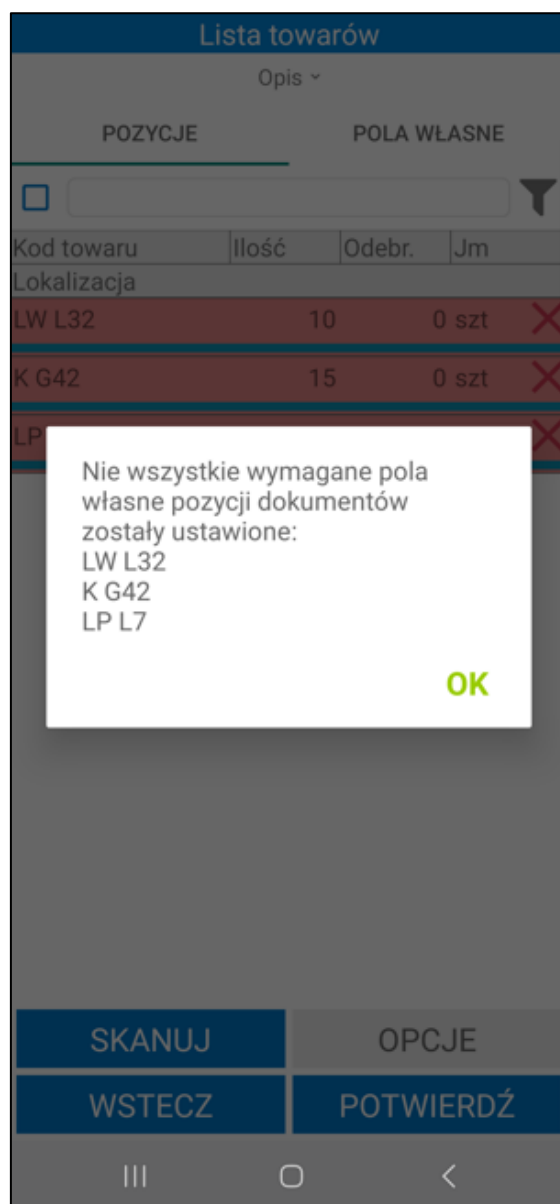 Lista towarów
Opis
POZYCJE POLA WŁASNE
Kod towaru Ilość Odebr. Jm
Lokalizacja
LW L32 10 0 szt
K G42 15 0 szt
LP
Nie wszystkie wymagane pola
własne pozycji dokumentów
zostały ustawione:
LW L32
K G42
LP L7
OK
SKANUJ OPCJE
WSTECZ POTWIERDŹ